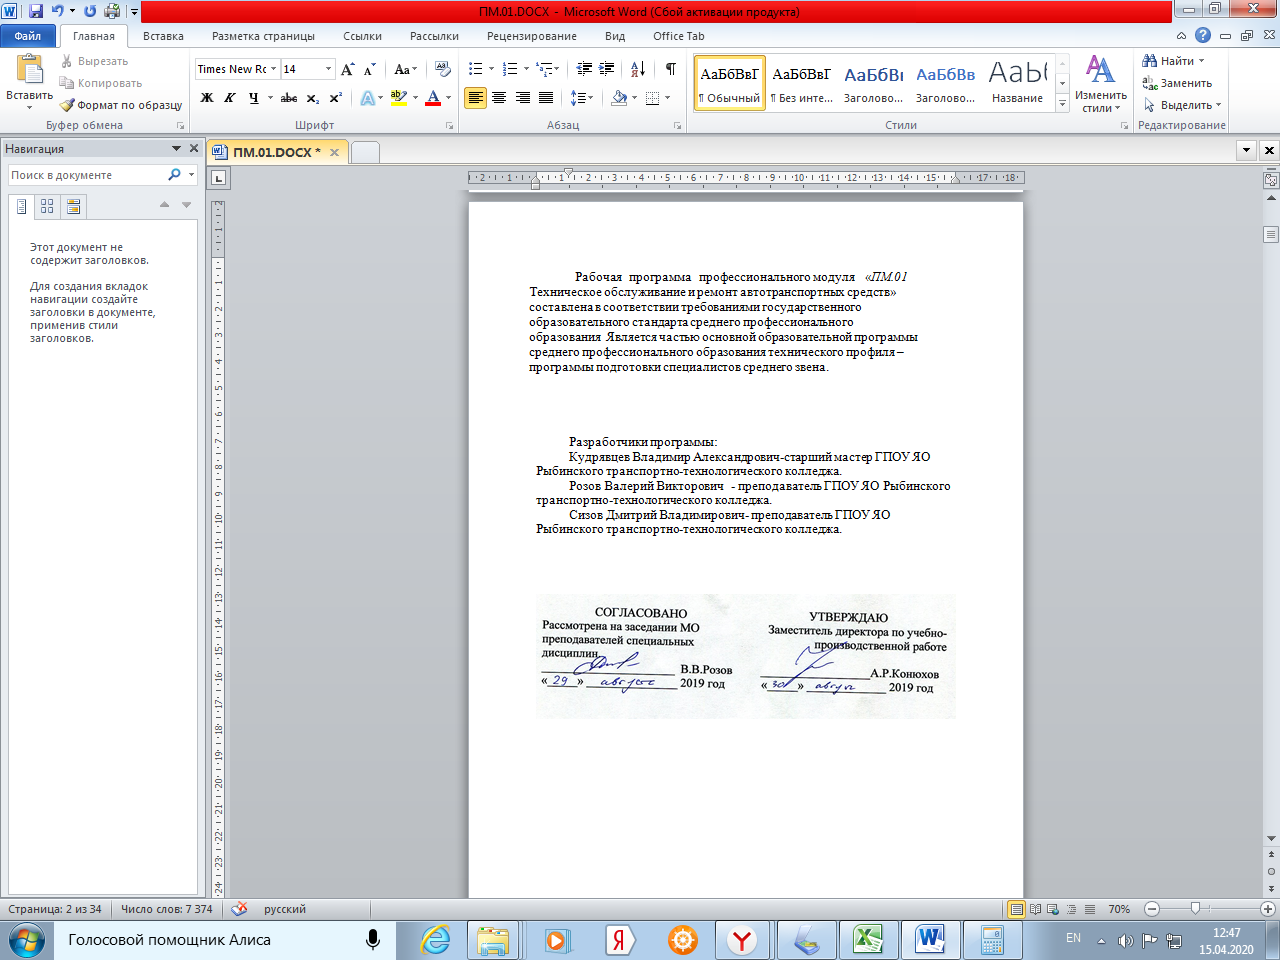 ПМ.01.DOCX - Microsoft Word (Сбой активации продукта)
Файл Главная Вставка Разметка страницы Ссылки Рассылки Рецензирование Вид Office Tab
Вставить
Вырезать
Копировать
Формат по образцу
Буфер обмена
Times New Rc 14
Ж К Ч abc x₂ x²
Шрифт
Абзац
АаБбВвГ АаБбВвГ АаБбВı АаБбВв АаЬ
¶ Обычный ¶ Без инте... Заголово... Заголово... Название
Изменить стили
Стили
Найти
Заменить
Выделить
Редактирование
Навигация
ПМ.01.DOCX *
Поиск в документе
Этот документ не
содержит заголовков.
Для создания вкладок
навигации создайте
заголовки в документе,
применив стили
заголовков.
Рабочая программа профессионального модуля «ПМ.01
Техническое обслуживание и ремонт автотранспортных средств»
составлена в соответствии требованиями государственного
образовательного стандарта среднего профессионального
образования Является частью основной образовательной программы
среднего профессионального образования технического профиля –
программы подготовки специалистов среднего звена.
Разработчики программы:
Кудрявцев Владимир Александрович-старший мастер ГПОУ ЯО
Рыбинского транспортно-технологического колледжа.
Розов Валерий Викторович - преподаватель ГПОУ ЯО Рыбинского
транспортно-технологического колледжа.
Сизов Дмитрий Владимирович- преподаватель ГПОУ ЯО
Рыбинского транспортно-технологического колледжа.
СОГЛАСОВАНО
Рассмотрена на заседании МО
преподавателей специальных
дисциплин
В.В.Розов
«29» август 2019 год
УТВЕРЖДАЮ
Заместитель директора по учебно-
производственной работе
А.Р.Конюхов
«30» август 2019 год
Страница: 2 из 34 Число слов: 7 374 русский 70%
Голосовой помощник Алиса
EN
12:47
15.04.2020